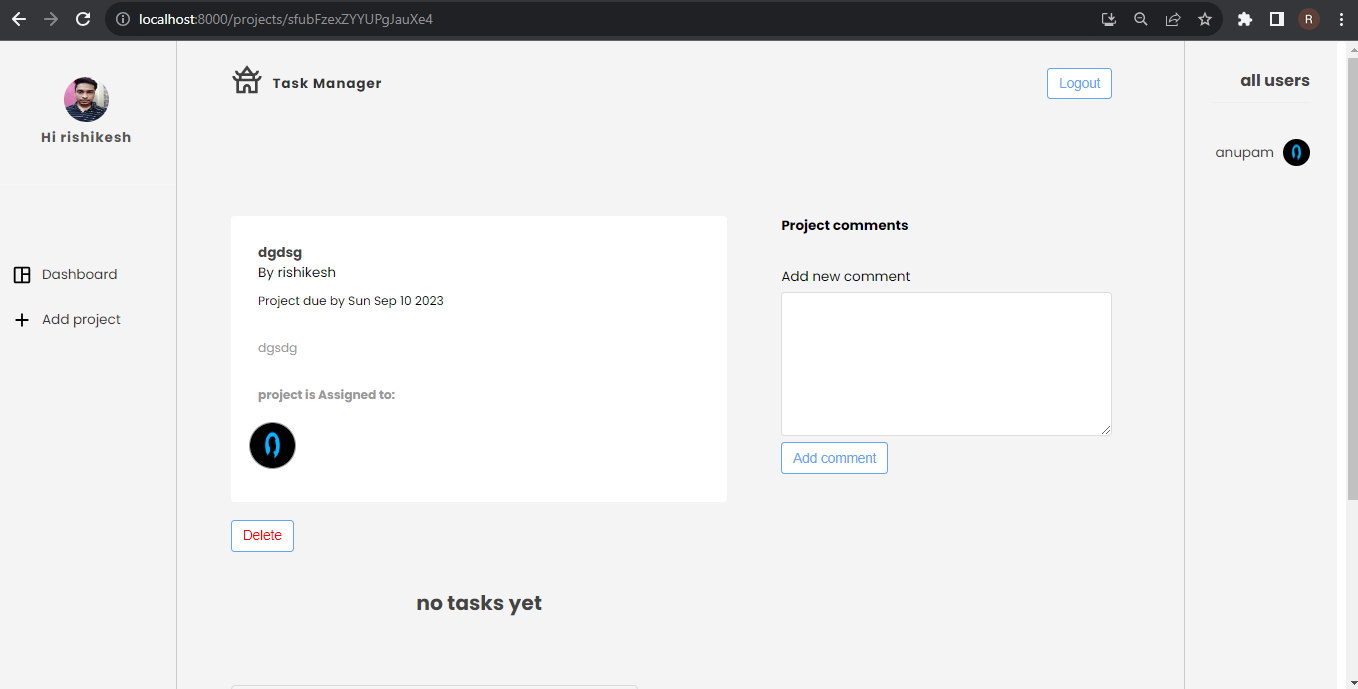 localhost:8000/projects/sfubFzexZYYUPgJauXe4
R
Hi rishikesh
Dashboard
Add project
Task Manager
Logout
dgdsg
By rishikesh
Project due by Sun Sep 10 2023
dgsdg
project is Assigned to:
Delete
no tasks yet
Project comments
Add new comment
Add comment
all users
anupam